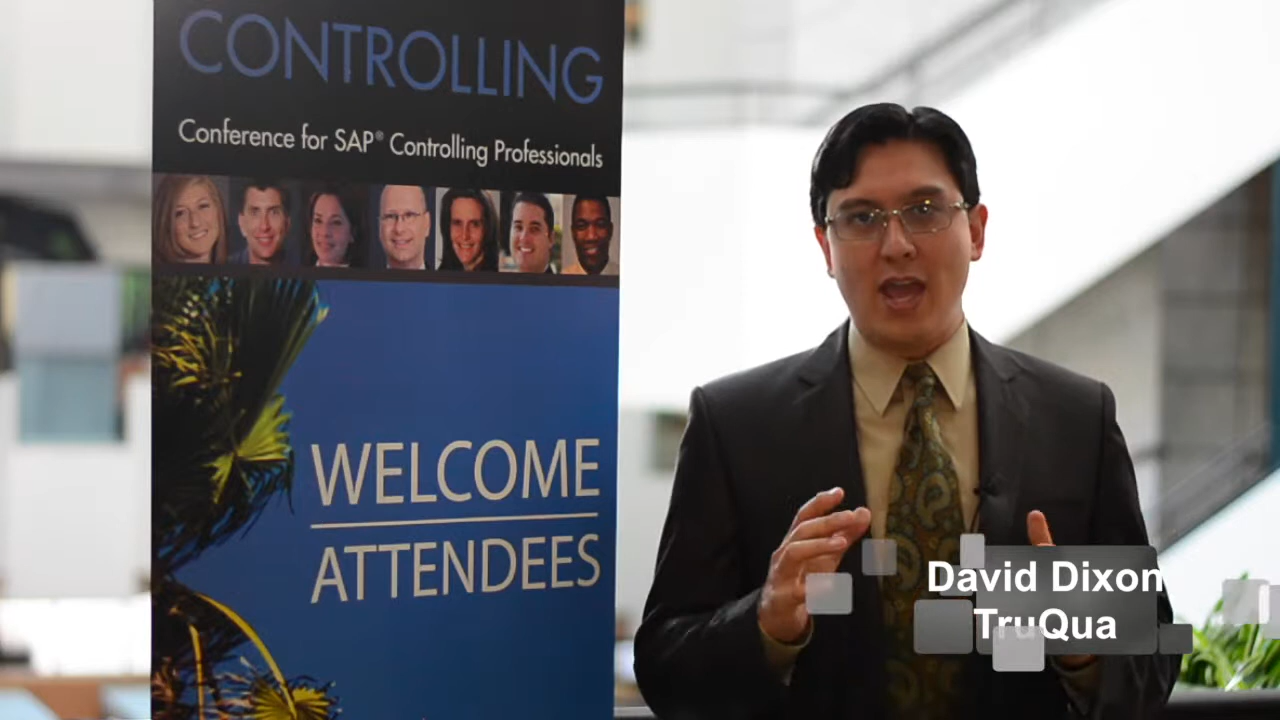 CONTROLLING
Conference for SAP® Controlling Professionals
WELCOME
ATTENDEES
David Dixon
TruQua